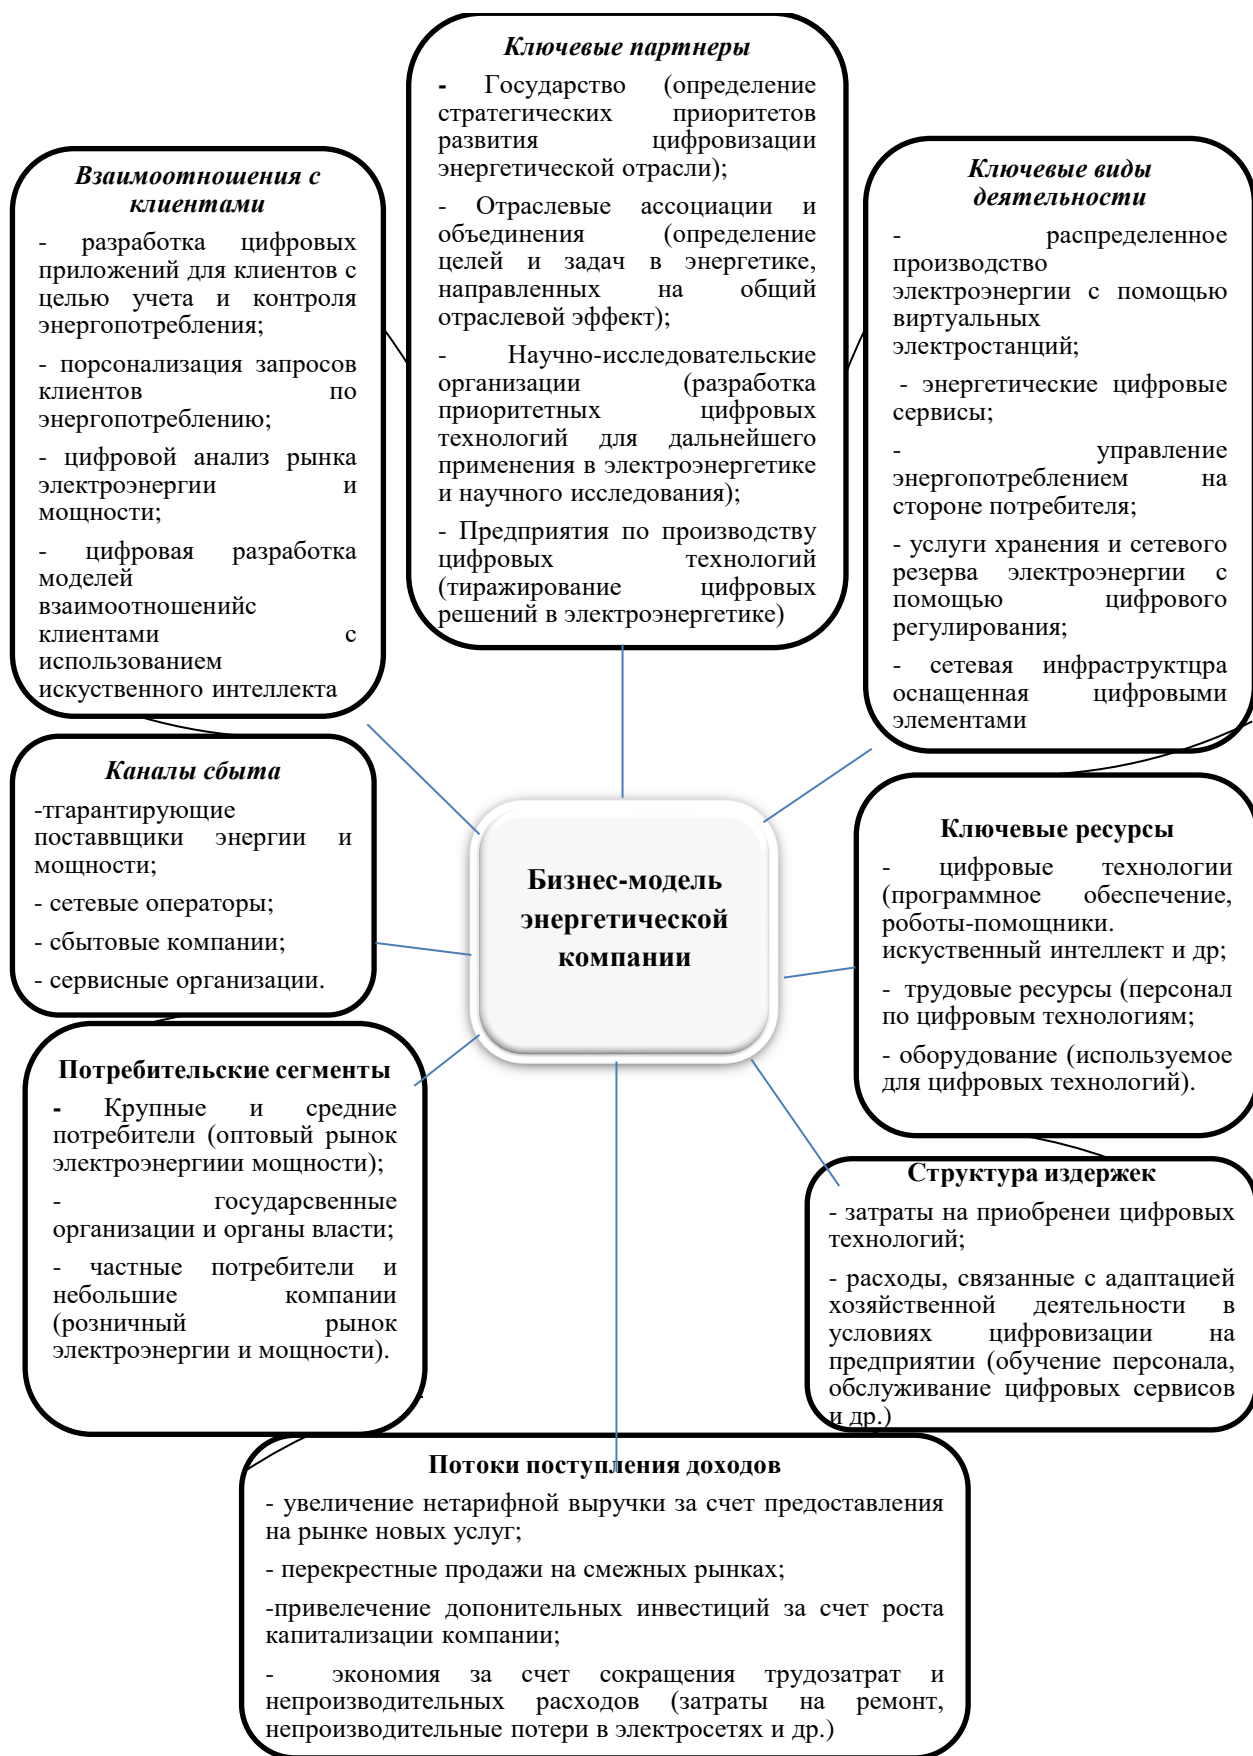 Ключевые партнеры
- Государство (определение
стратегических приоритетов
развития цифровизации
энергетической отрасли);
- Отраслевые ассоциации и
объединения (определение
целей и задач в энергетике,
направленных на общий
отраслевой эффект);
- Научно-исследовательские
организации (разработка
приоритетных цифровых
технологий для дальнейшего
применения в электроэнергетике
и научного исследования);
- Предприятия по производству
цифровых технологий
(тиражирование цифровых
решений в электроэнергетике)
Взаимоотношения с
клиентами
- разработка цифровых
приложений для клиентов с
целью учета и контроля
энергопотребления;
- порсонализация запросов
клиентов по
энергопотреблению;
- цифровой анализ рынка
электроэнергии и
мощности;
- цифровая разработка
моделей
взаимоотношенийс
клиентами с
использованием
искуственного интеллекта
Ключевые виды
деятельности
- распределенное
производство
электроэнергии с помощью
виртуальных
электростанций;
- энергетические цифровые
сервисы;
- управление
энергопотреблением на
стороне потребителя;
- услуги хранения и сетевого
резерва электроэнергии с
помощью цифрового
регулирования;
- сетевая инфраструктцра
оснащенная цифровыми
элементами
Каналы сбыта
-тгарантирующие
поставвщики энергии и
мощности;
- сетевые операторы;
- сбытовые компании;
- сервисные организации.
Бизнес-модель
энергетической
компании
Ключевые ресурсы
- цифровые технологии
(программное обеспечение,
роботы-помощники.
искуственный интеллект и др;
- трудовые ресурсы (персонал
по цифровым технологиям;
- оборудование (используемое
для цифровых технологий).
Потребительские сегменты
- Крупные и средние
потребители (оптовый рынок
электроэнергиии мощности);
- государсвенные
организации и органы власти;
- частные потребители и
небольшие компании
(розничный рынок
электроэнергии и мощности).
Структура издержек
- затраты на приобренеи цифровых
технологий;
- расходы, связанные с адаптацией
хозяйственной деятельности в
условиях цифровизации на
предприятии (обучение персонала,
обслуживание цифровых сервисов
и др.)
Потоки поступления доходов
- увеличение нетарифной выручки за счет предоставления
на рынке новых услуг;
- перекрестные продажи на смежных рынках;
-привелечение допонительных инвестиций за счет роста
капитализации компании;
- экономия за счет сокращения трудозатрат и
непроизводительных расходов (затраты на ремонт,
непроизводительные потери в электросетях и др.)